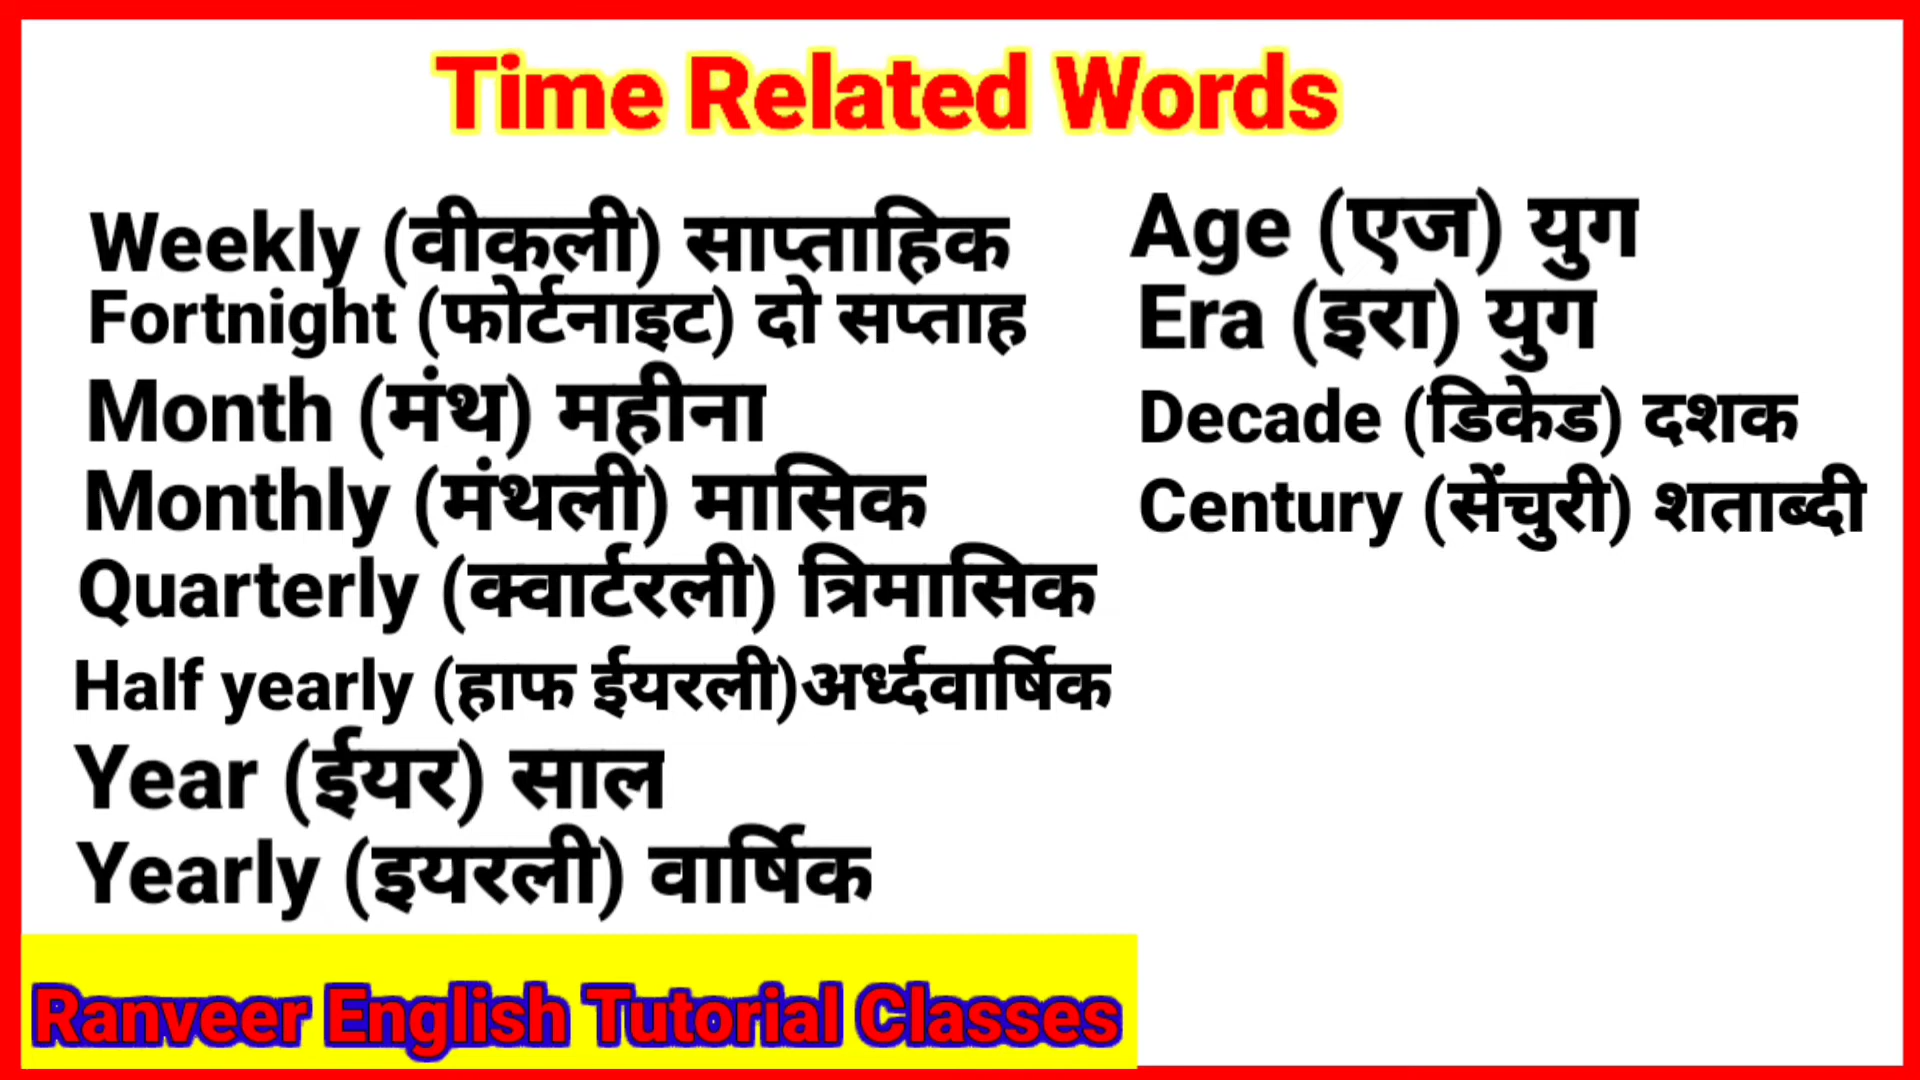 Time Related Words
Weekly (वीकली) साप्ताहिक
Fortnight (फोर्टनाइट) दो सप्ताह
Month (मंथ) महीना
Monthly (मंथली) मासिक
Quarterly (क्वार्टरली) त्रिमासिक
Half yearly (हाफ ईयरली)अर्ध्दवार्षिक
Year (ईयर) साल
Yearly (इयरली) वार्षिक
Age (एज) युग
Era (इरा) युग
Decade (डिकेड) दशक
Century (सेंचुरी) शताब्दी
Ranveer English Tutorial Classes